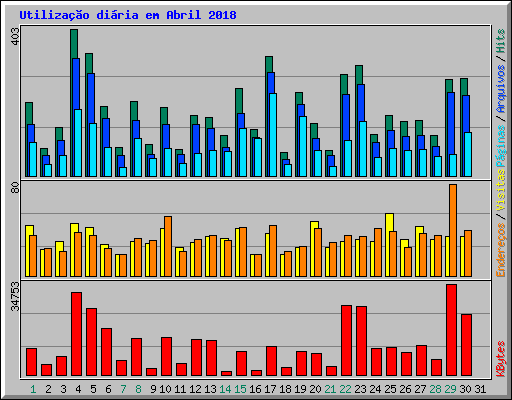 Utilização diária em Abril 2018
403
80
34753
Endereços / Visitas Páginas / Arquivos / Hits
KBytes
1 2 3 4 5 6 7 8 9 10 11 12 13 14 15 16 17 18 19 20 21 22 23 24 25 26 27 28 29 30 31